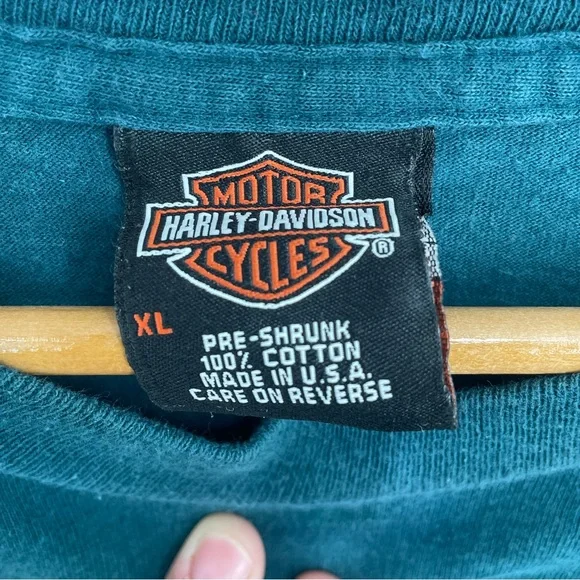 MOTOR
HARLEY-DAVIDSON
CYCLES
®
XL
PRE-SHRUNK
100% COTTON
MADE IN U.S.A.
CARE ON REVERSE